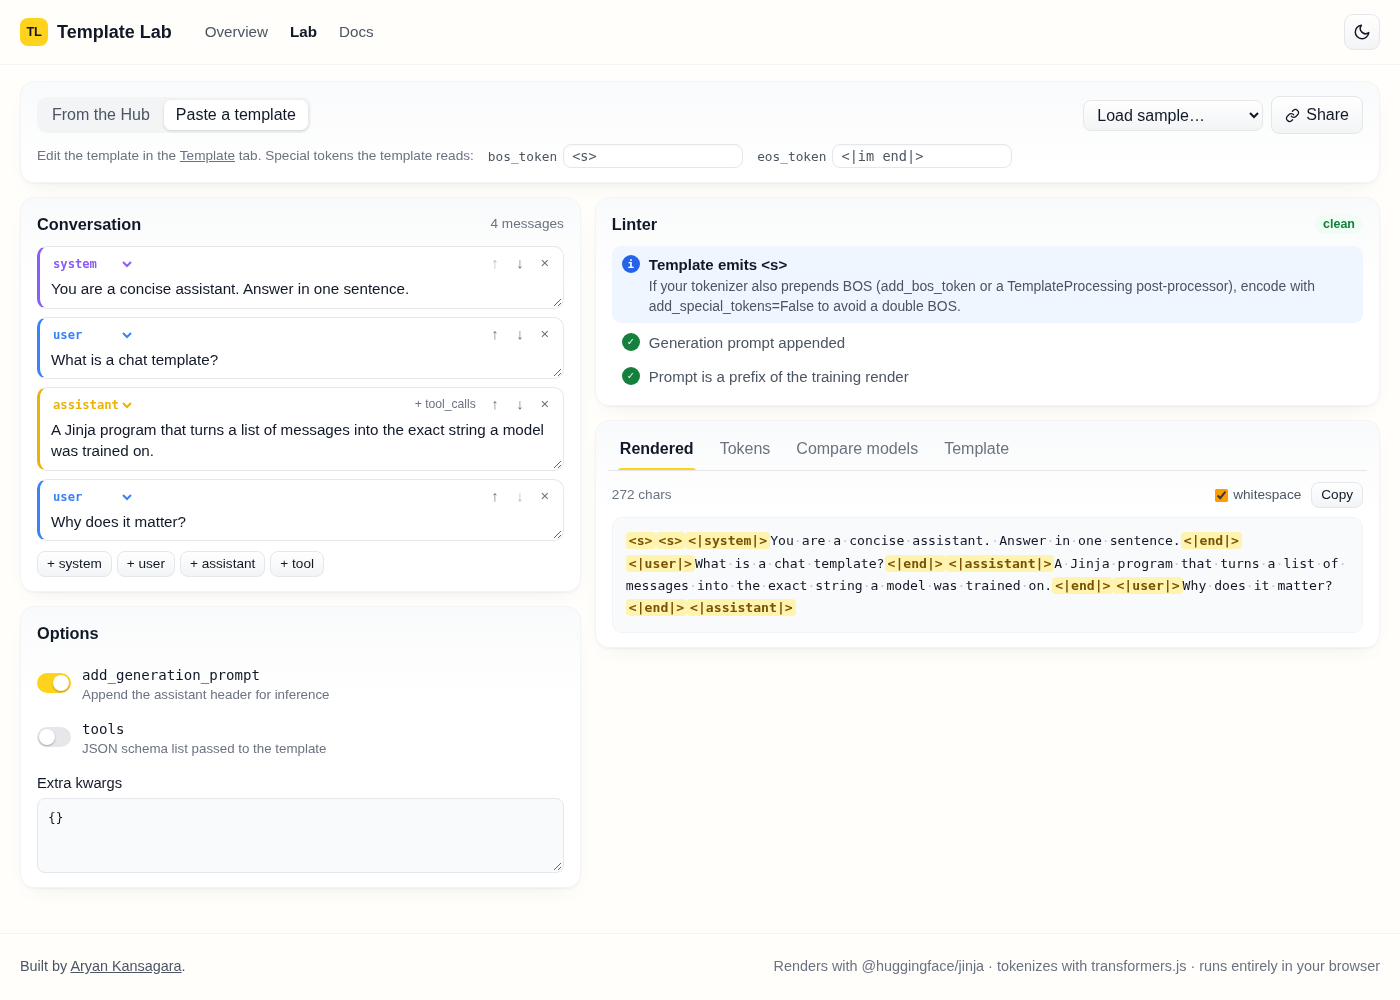 TL Template Lab Overview Lab Docs
From the Hub Paste a template Load sample… Share
Edit the template in the Template tab. Special tokens the template reads: bos_token <s> eos_token <|im_end|>
Conversation 4 messages
system ↑ ↓ ×
You are a concise assistant. Answer in one sentence.
user ↑ ↓ ×
What is a chat template?
assistant + tool_calls ↑ ↓ ×
A Jinja program that turns a list of messages into the exact string a model
was trained on.
user ↑ ↓ ×
Why does it matter?
+ system + user + assistant + tool
Options
add_generation_prompt
Append the assistant header for inference
tools
JSON schema list passed to the template
Extra kwargs
{}
Linter clean
i Template emits <s>
If your tokenizer also prepends BOS (add_bos_token or a TemplateProcessing post-processor), encode with
add_special_tokens=False to avoid a double BOS.
✓ Generation prompt appended
✓ Prompt is a prefix of the training render
Rendered Tokens Compare models Template
272 chars whitespace Copy
<s><s><|system|>You·are·a·concise·assistant.·Answer·in·one·sentence.<|end|>
<|user|>What·is·a·chat·template?<|end|><|assistant|>A·Jinja·program·that·turns·a·list·of·
messages·into·the·exact·string·a·model·was·trained·on.<|end|><|user|>Why·does·it·matter?
<|end|><|assistant|>
Built by Aryan Kansagara. Renders with @huggingface/jinja · tokenizes with transformers.js · runs entirely in your browser